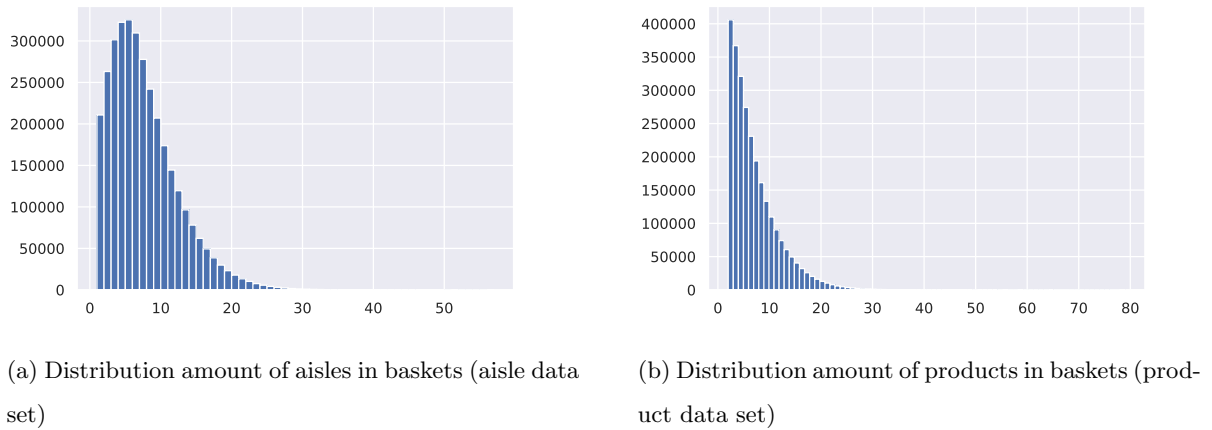 300000
250000
200000
150000
100000
50000
0
0 10 20 30 40 50
(a) Distribution amount of aisles in baskets (aisle data
set)
400000
350000
300000
250000
200000
150000
100000
50000
0
0 10 20 30 40 50 60 70 80
(b) Distribution amount of products in baskets (prod-
uct data set)